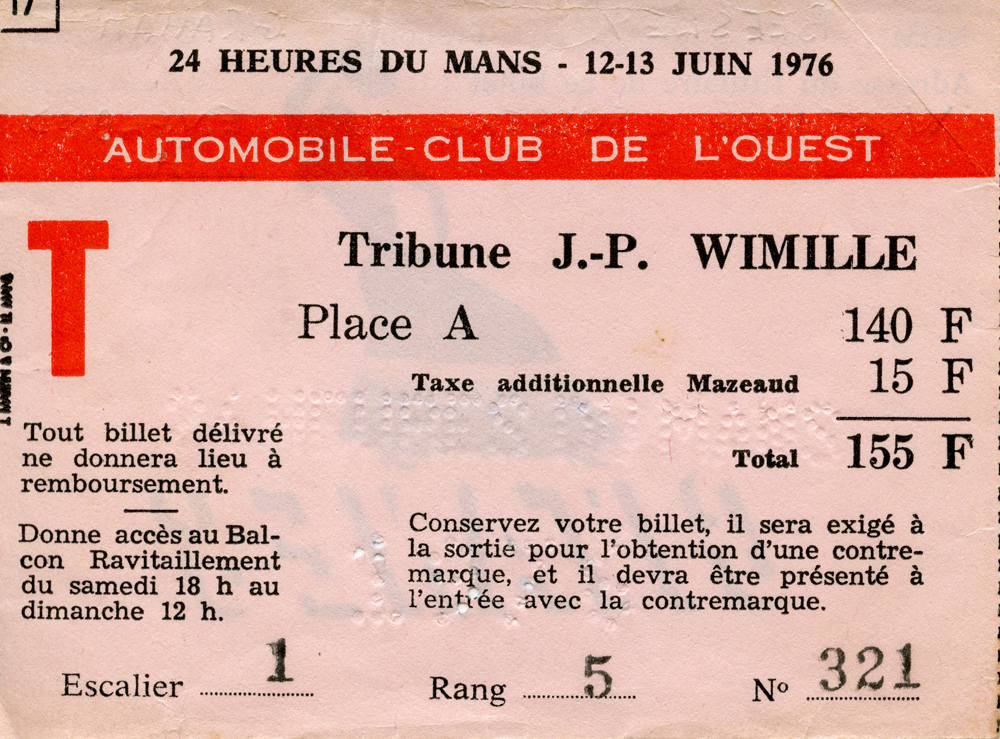 17
24 HEURES DU MANS - 12-13 JUIN 1976
AUTOMOBILE-CLUB DE L'OUEST
T
Tribune J.-P. WIMILLE
Place A 140 F
Taxe additionnelle Mazeaud 15 F
Total 155 F
Tout billet délivré
ne donnera lieu à
remboursement.
Donne accès au Bal-
con Ravitaillement
du samedi 18 h au
dimanche 12 h.
Conservez votre billet, il sera exigé à
la sortie pour l'obtention d'une contre-
marque, et il devra être présenté à
l'entrée avec la contremarque.
Escalier 1 Rang 5 Nº 321